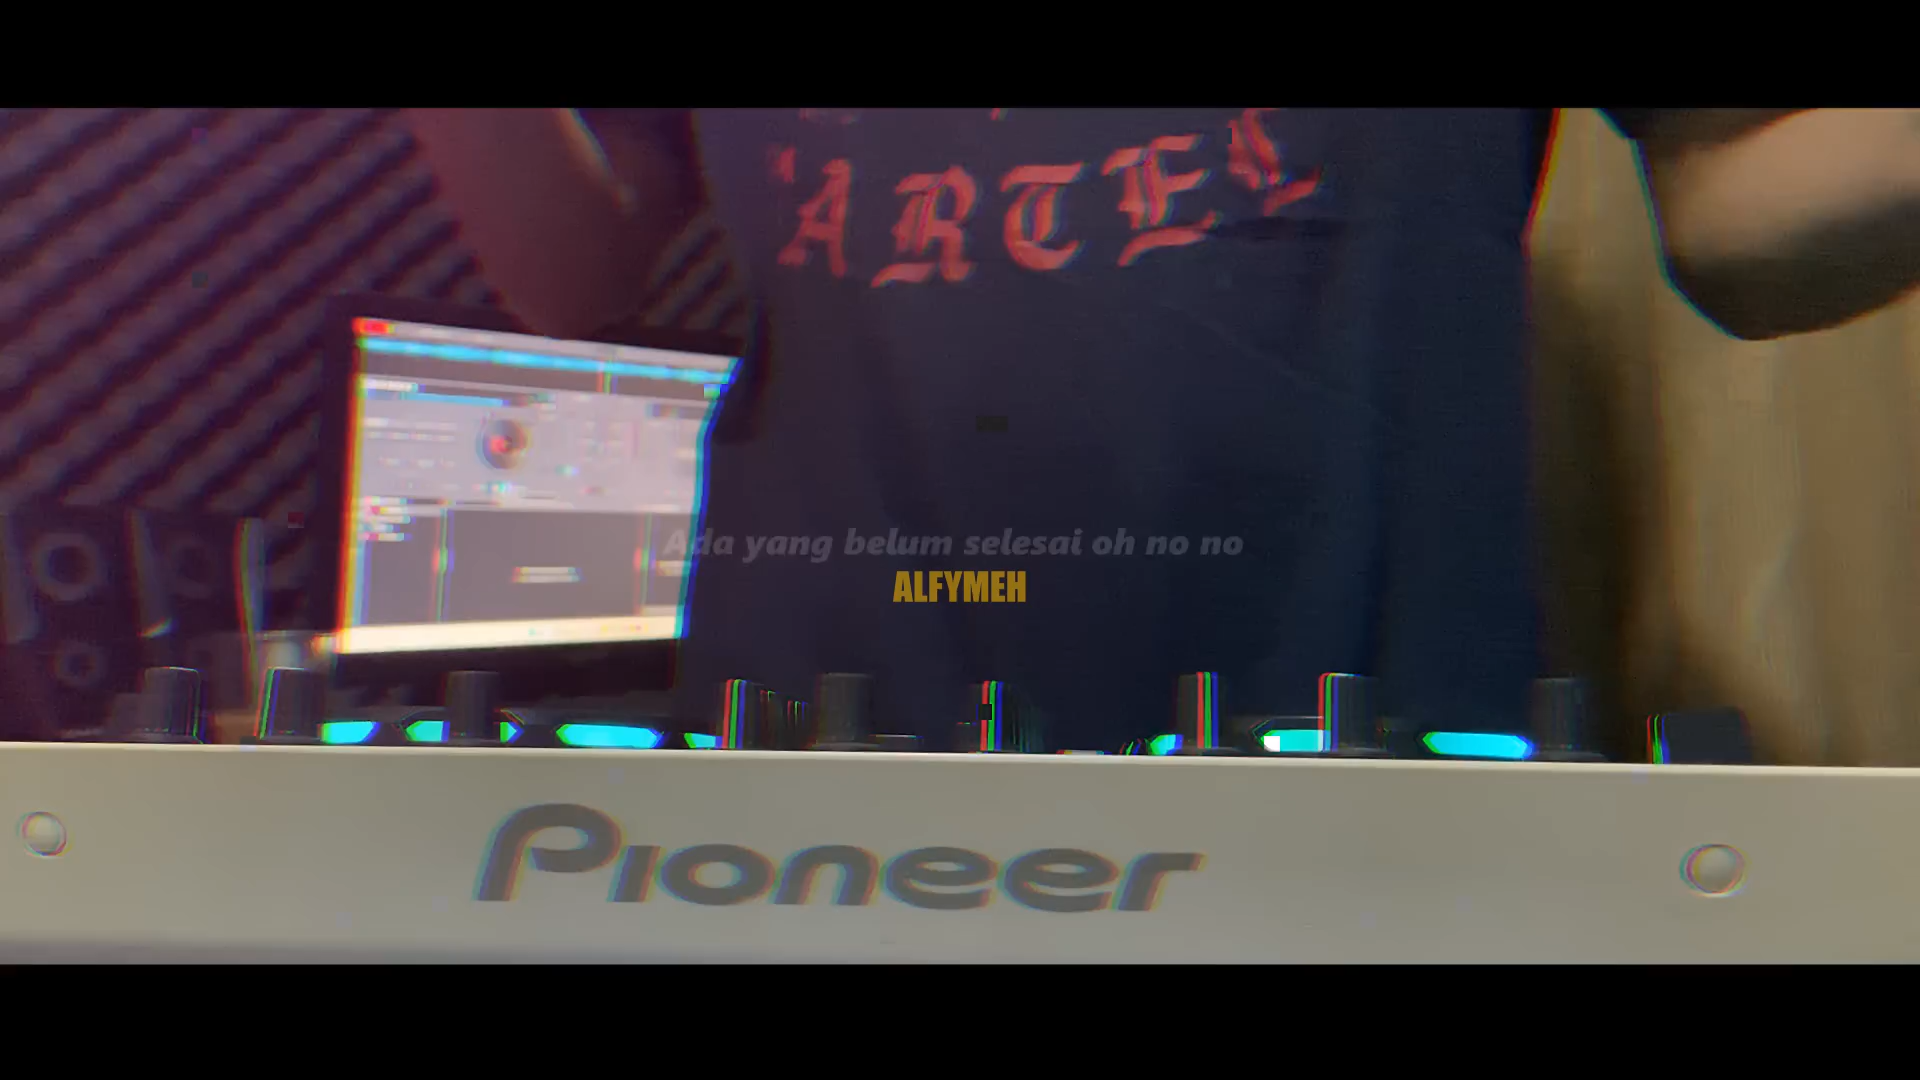 ARTEL
Ada yang belum selesai oh no no
ALFYMEH
Pioneer